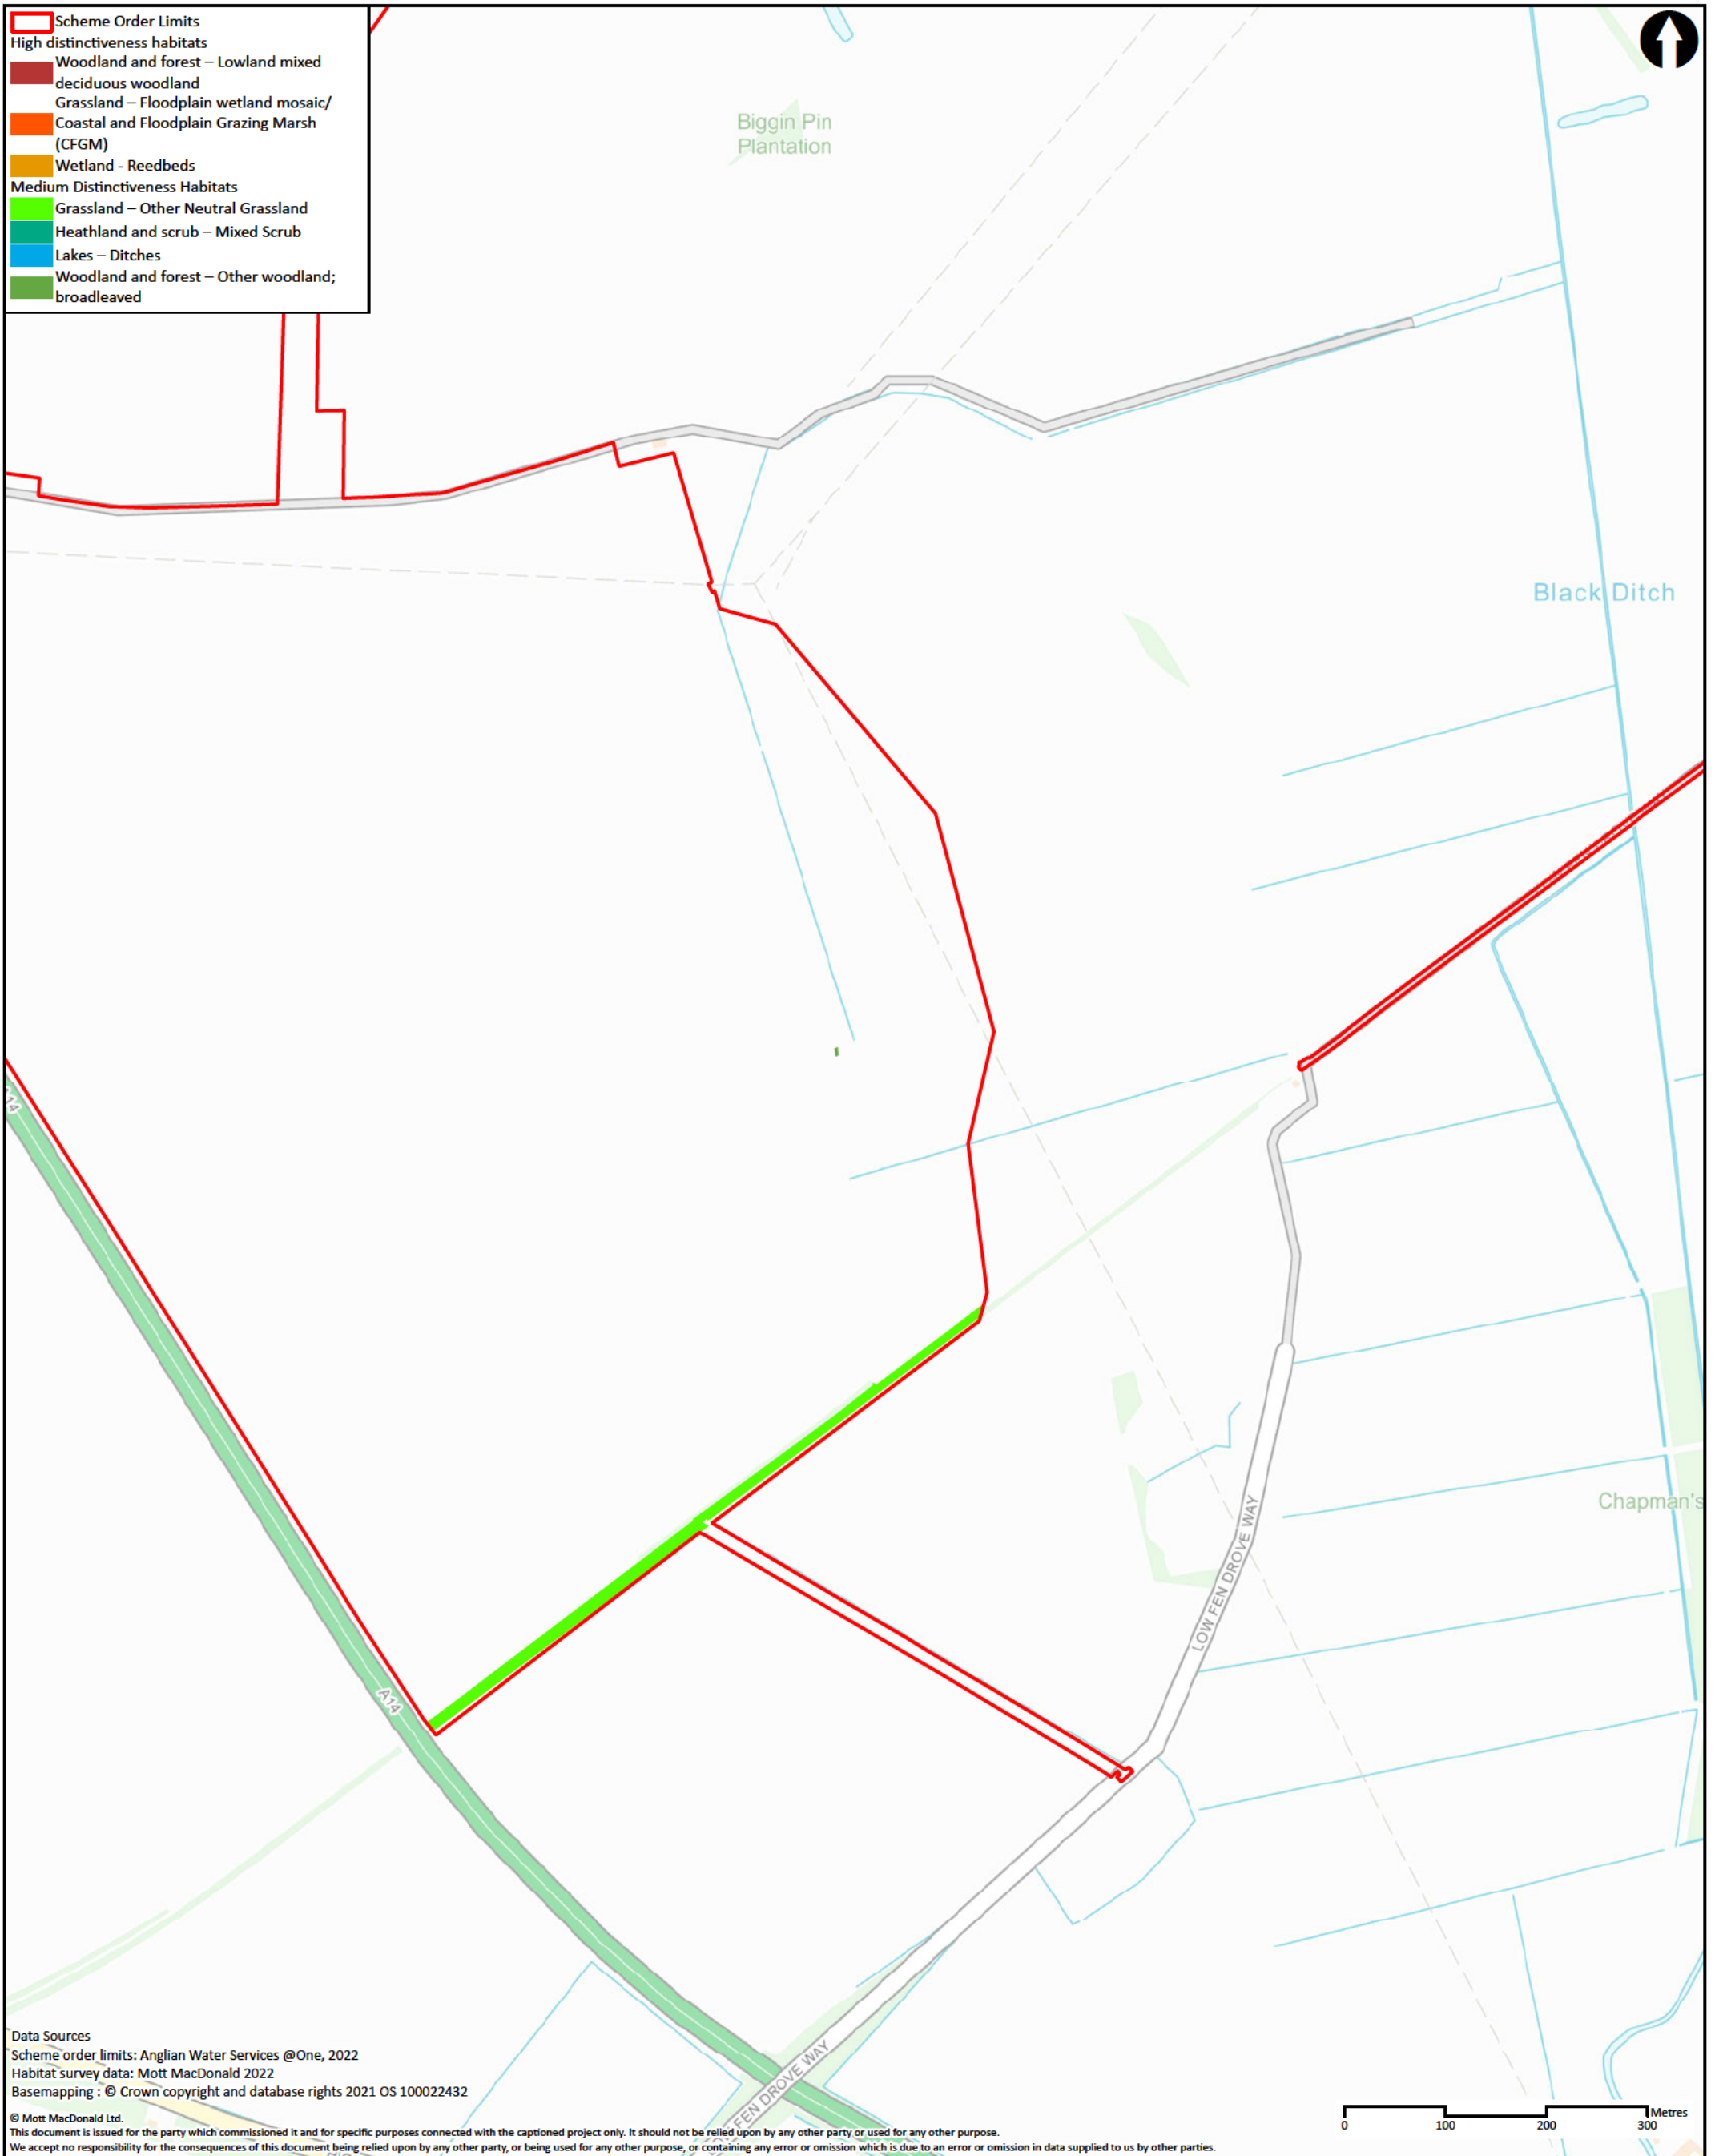 Scheme Order Limits
High distinctiveness habitats
Woodland and forest – Lowland mixed
deciduous woodland
Grassland – Floodplain wetland mosaic/
Coastal and Floodplain Grazing Marsh
(CFGM)
Wetland - Reedbeds
Medium Distinctiveness Habitats
Grassland – Other Neutral Grassland
Heathland and scrub – Mixed Scrub
Lakes – Ditches
Woodland and forest – Other woodland;
broadleaved
Biggin Pin
Plantation
Black Ditch
A14
Chapman's
LOW FEN DROVE WAY
A14
FEN DROVE WAY
Data Sources
Scheme order limits: Anglian Water Services @One, 2022
Habitat survey data: Mott MacDonald 2022
Basemapping : © Crown copyright and database rights 2021 OS 100022432
© Mott MacDonald Ltd.
This document is issued for the party which commissioned it and for specific purposes connected with the captioned project only. It should not be relied upon by any other party or used for any other purpose.
We accept no responsibility for the consequences of this document being relied upon by any other party, or being used for any other purpose, or containing any error or omission which is due to an error or omission in data supplied to us by other parties.
Metres
0 100 200 300